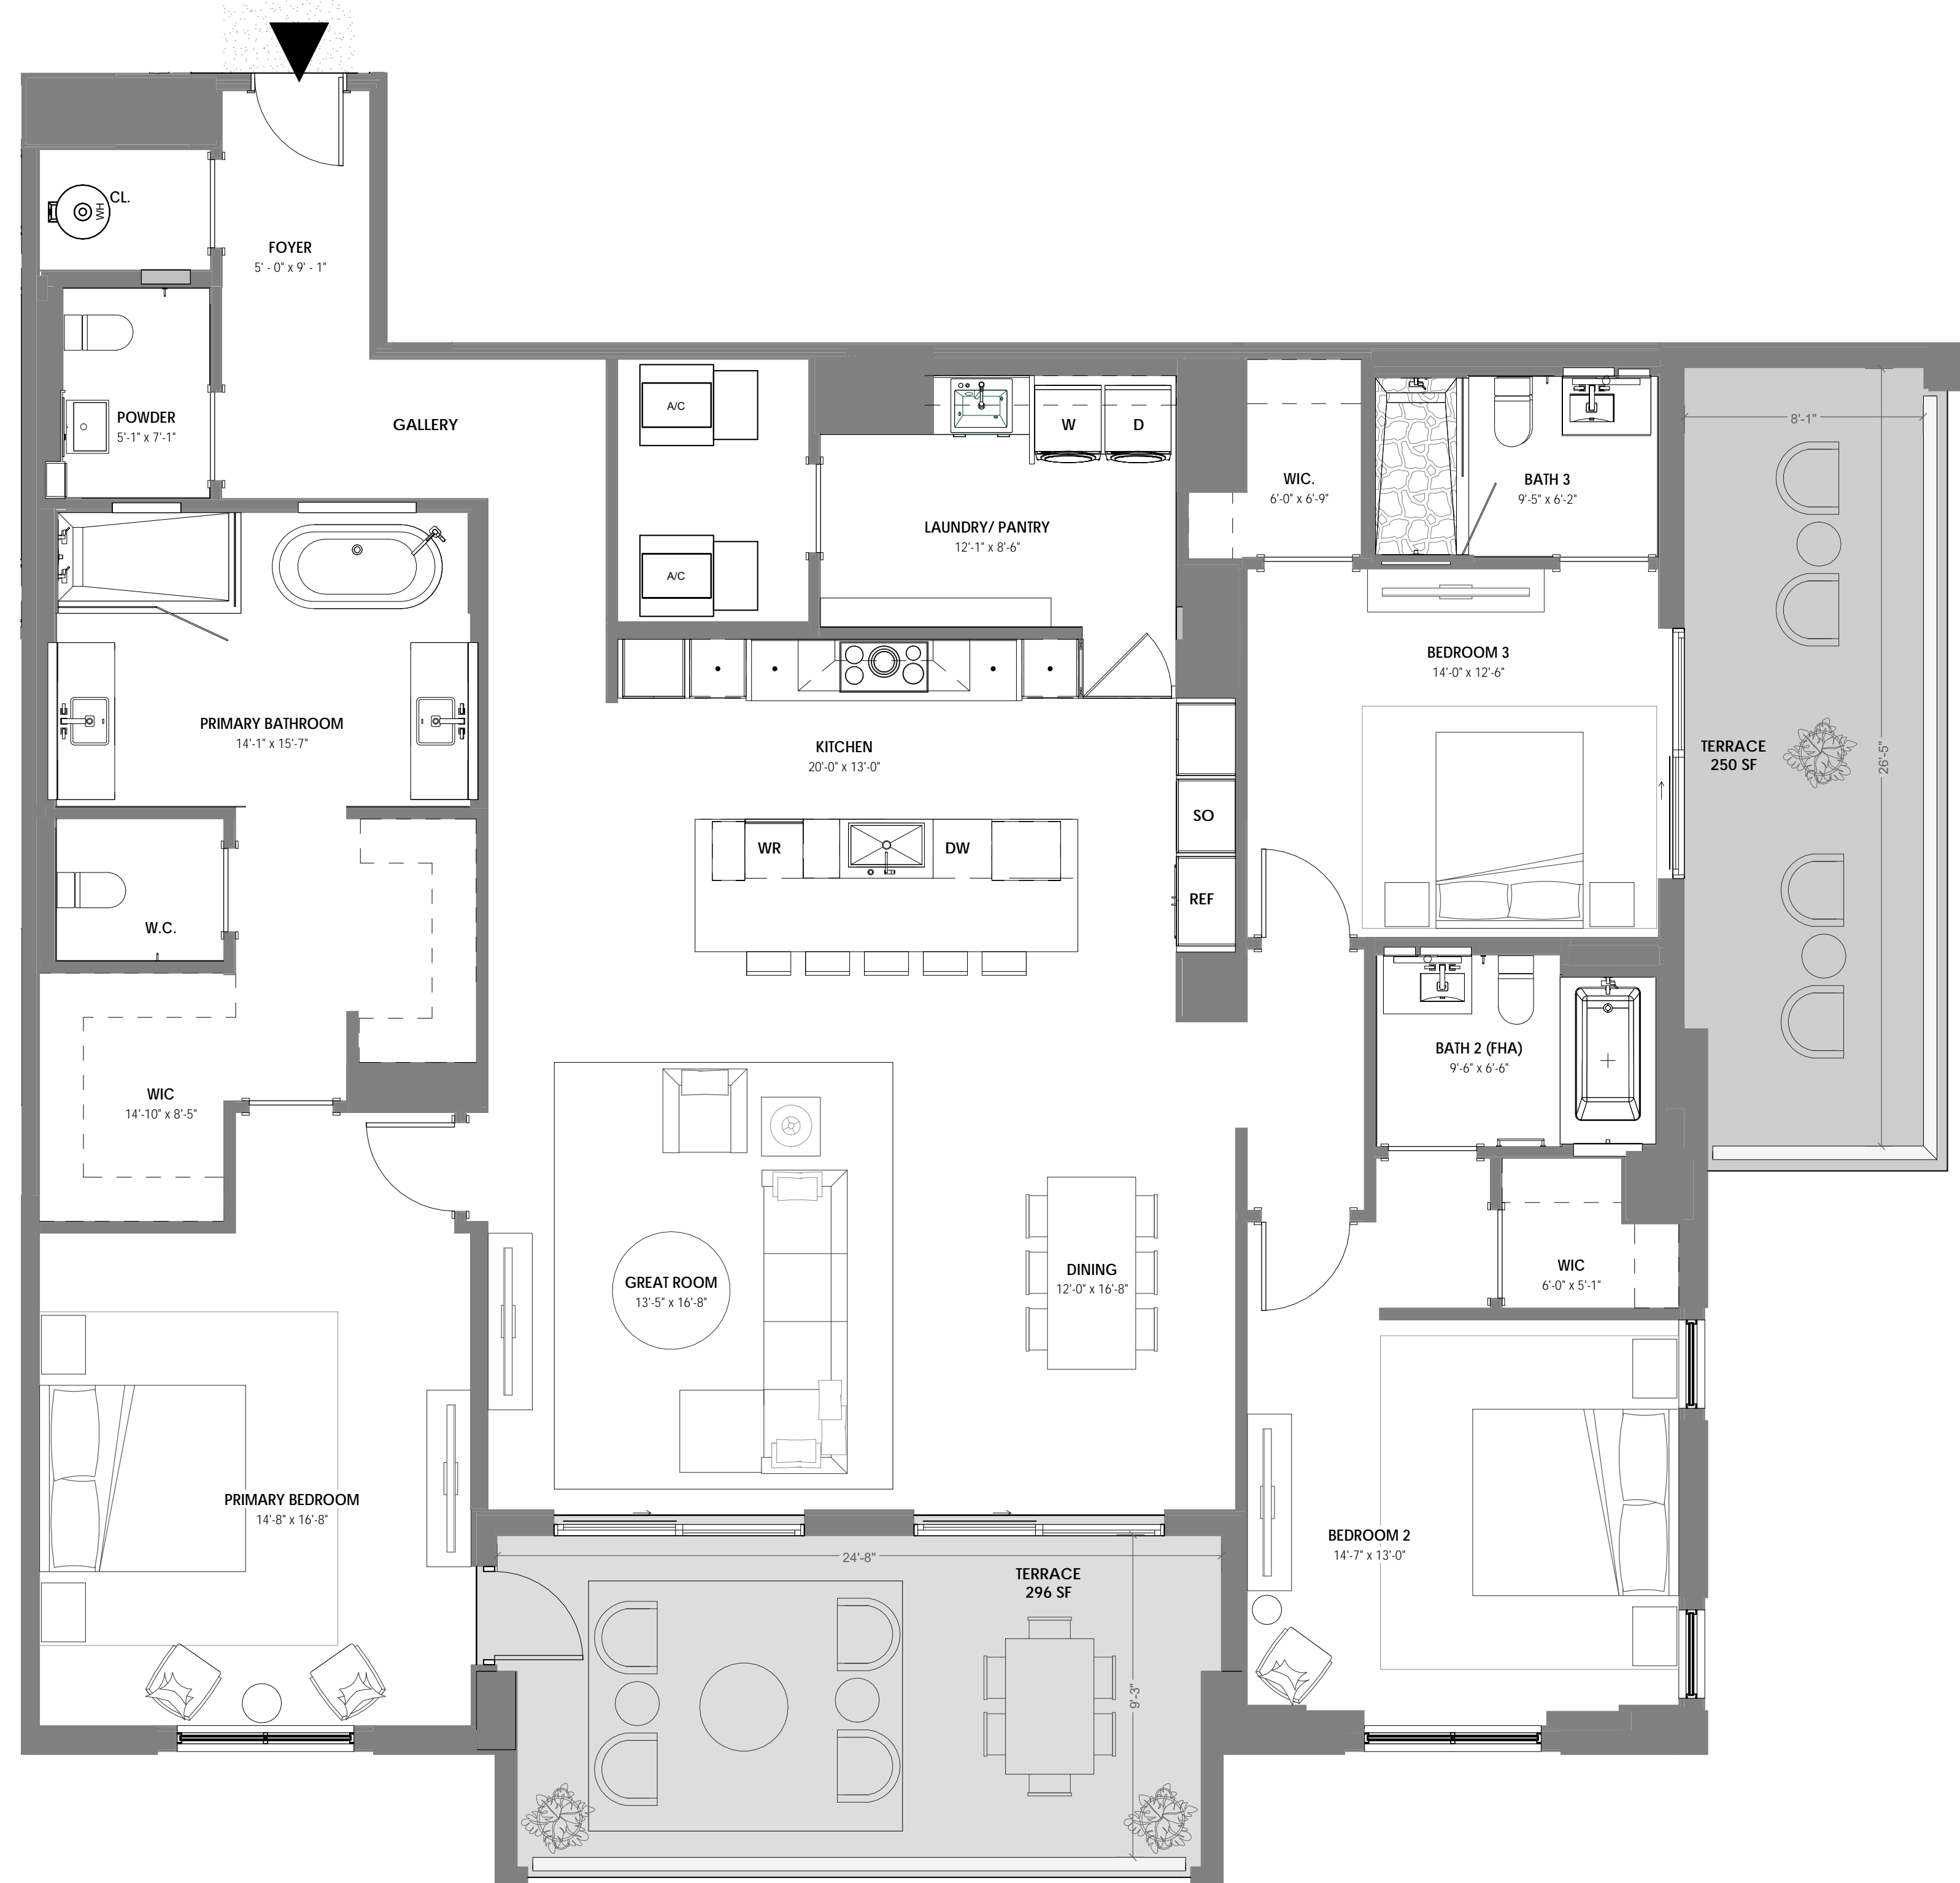 CL.
WH
FOYER
5' - 0" x 9' - 1"
POWDER
5'-1" x 7'-1"
GALLERY
A/C
A/C
W
D
LAUNDRY/ PANTRY
12'-1" x 8'-6"
WIC.
6'-0" x 6'-9"
BATH 3
9'-5" x 6'-2"
8'-1"
BEDROOM 3
14'-0" x 12'-6"
TERRACE
250 SF
26'-5"
PRIMARY BATHROOM
14'-1" x 15'-7"
KITCHEN
20'-0" x 13'-0"
SO
WR
DW
REF
W.C.
BATH 2 (FHA)
9'-6" x 6'-6"
WIC
14'-10" x 8'-5"
WIC
6'-0" x 5'-1"
GREAT ROOM
13'-5" x 16'-8"
DINING
12'-0" x 16'-8"
PRIMARY BEDROOM
14'-8" x 16'-8"
BEDROOM 2
14'-7" x 13'-0"
24'-8"
TERRACE
296 SF
9'-3"